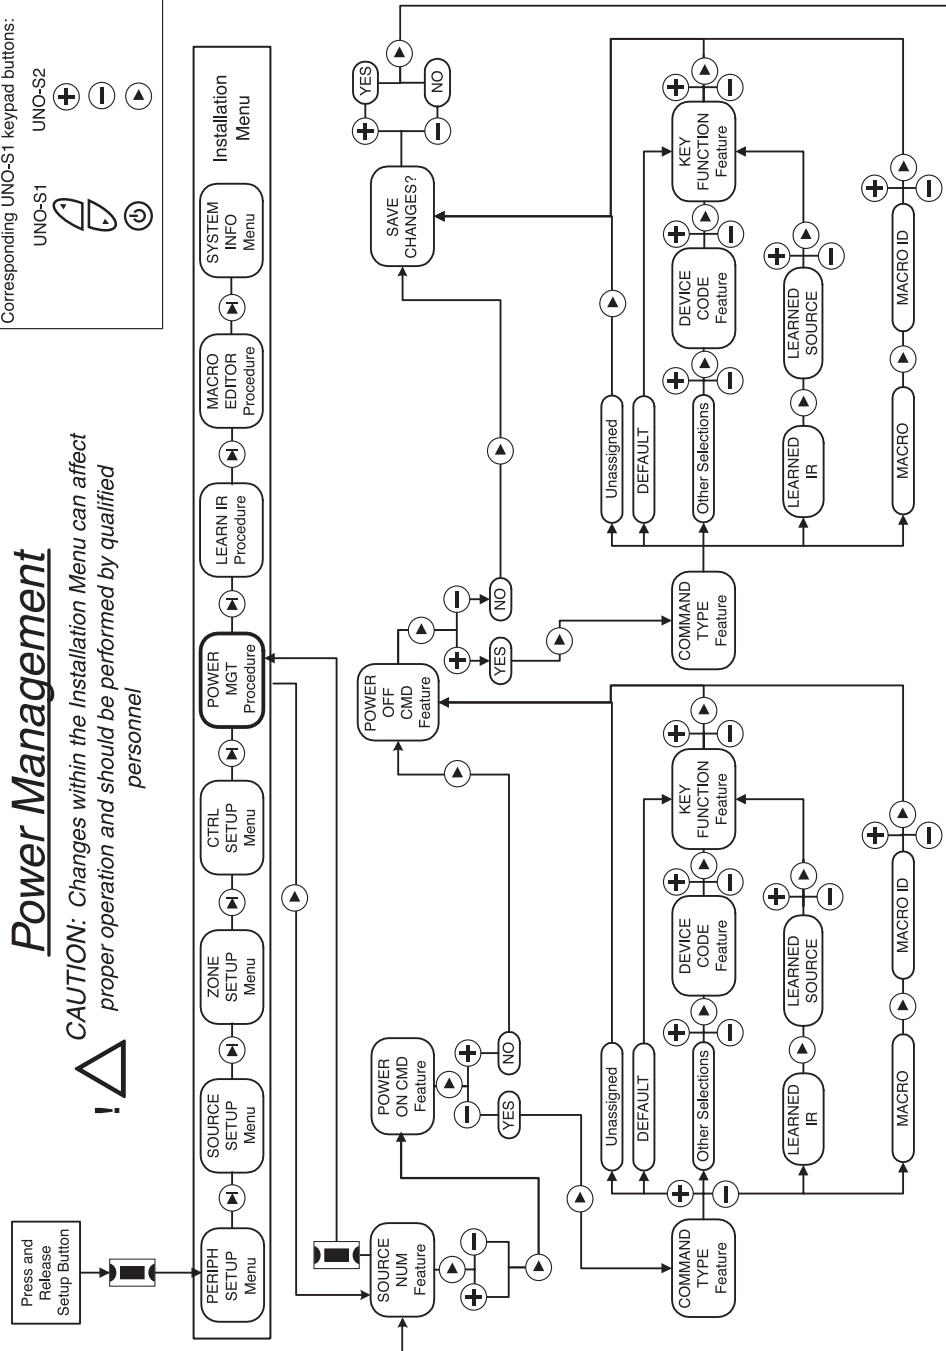 Power Management
CAUTION: Changes within the Installation Menu can affect
proper operation and should be performed by qualified
personnel
!
Corresponding UNO-S1 keypad buttons:
UNO-S1
UNO-S2
Press and
Release
Setup Button
PERIPH
SETUP
Menu
SOURCE
SETUP
Menu
ZONE
SETUP
Menu
CTRL
SETUP
Menu
POWER
MGT
Procedure
LEARN IR
Procedure
MACRO
EDITOR
Procedure
SYSTEM
INFO
Menu
Installation
Menu
SOURCE
NUM
Feature
POWER
ON CMD
Feature
YES
NO
POWER
OFF
CMD
Feature
YES
NO
SAVE
CHANGES?
YES
NO
COMMAND
TYPE
Feature
Unassigned
DEFAULT
Other Selections
DEVICE
CODE
Feature
KEY
FUNCTION
Feature
LEARNED
IR
LEARNED
SOURCE
MACRO
MACRO ID
COMMAND
TYPE
Feature
Unassigned
DEFAULT
Other Selections
DEVICE
CODE
Feature
KEY
FUNCTION
Feature
LEARNED
IR
LEARNED
SOURCE
MACRO
MACRO ID